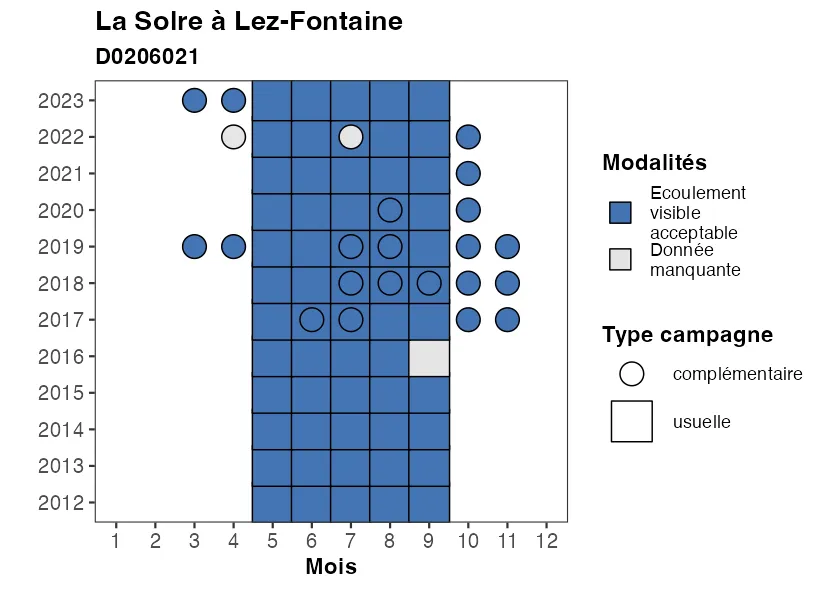 La Solre à Lez-Fontaine
D0206021
2023
2022
2021
2020
2019
2018
2017
2016
2015
2014
2013
2012
1 2 3 4 5 6 7 8 9 10 11 12
Mois
Modalités
Ecoulement
visible
acceptable
Donnée
manquante
Type campagne
complémentaire
usuelle